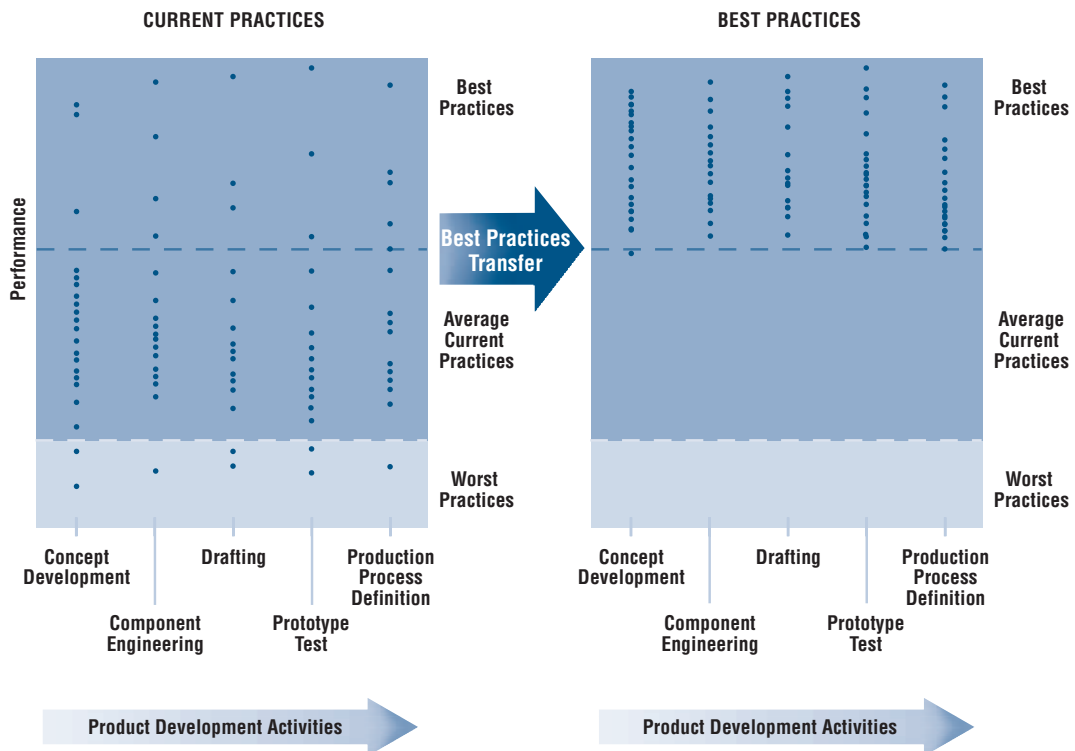 CURRENT PRACTICES
BEST PRACTICES
Performance
Best
Practices
Average
Current
Practices
Worst
Practices
Best Practices
Transfer
Best
Practices
Average
Current
Practices
Worst
Practices
Concept
Development
Component
Engineering
Drafting
Prototype
Test
Production
Process
Definition
Concept
Development
Component
Engineering
Drafting
Prototype
Test
Production
Process
Definition
Product Development Activities
Product Development Activities